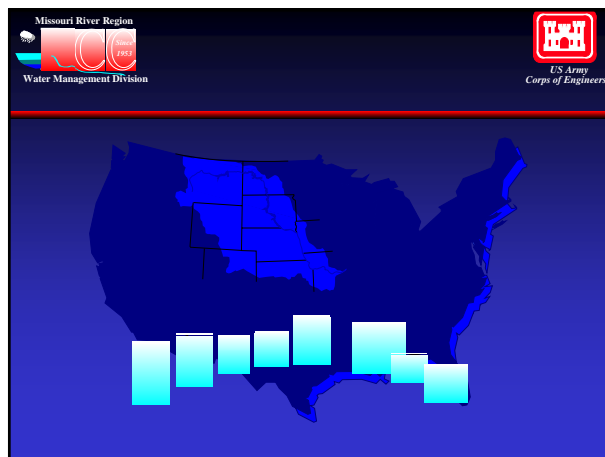 Missouri River Region
Since
1953
Water Management Division
US Army
Corps of Engineers